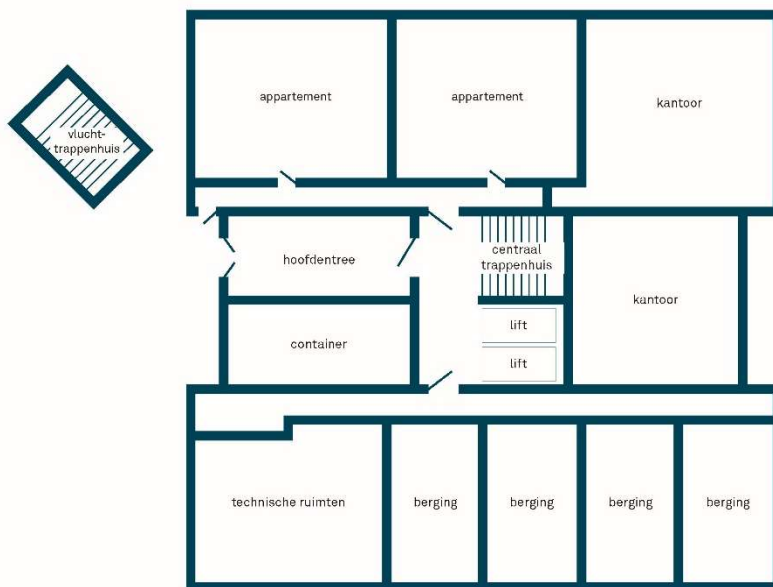 appartement
appartement
kantoor
vlucht-
trappenhuis
hoofdentree
centraal
trappenhuis
kantoor
container
lift
lift
technische ruimten
berging
berging
berging
berging